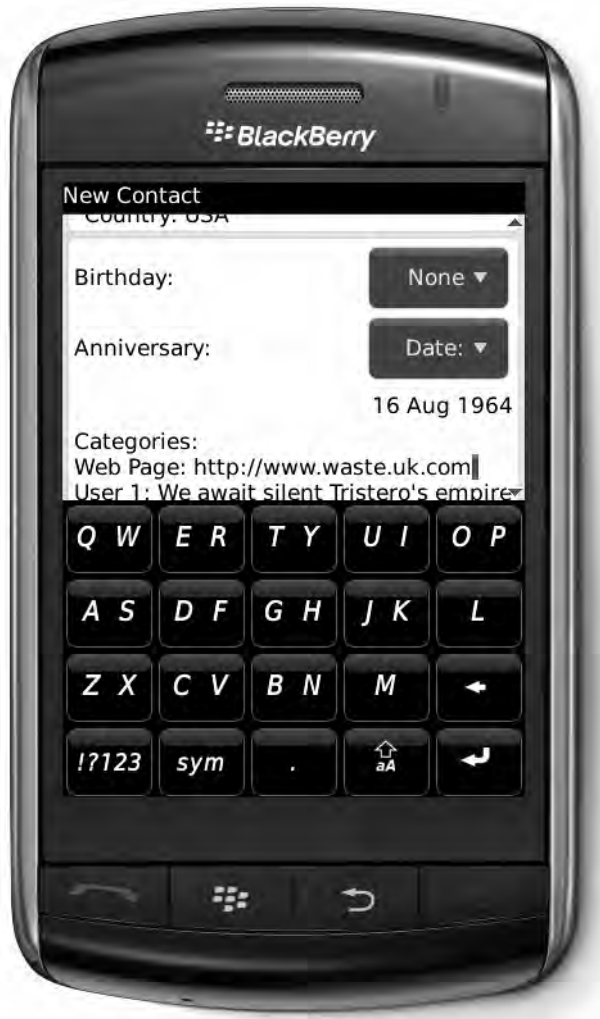 BlackBerry
New Contact
Country: USA
Birthday: None
Anniversary: Date:
16 Aug 1964
Categories:
Web Page: http://www.waste.uk.com
User 1: We await silent Tristero's empire
Q W E R T Y U I O P
A S D F G H J K L
Z X C V B N M
!?123 sym . aA